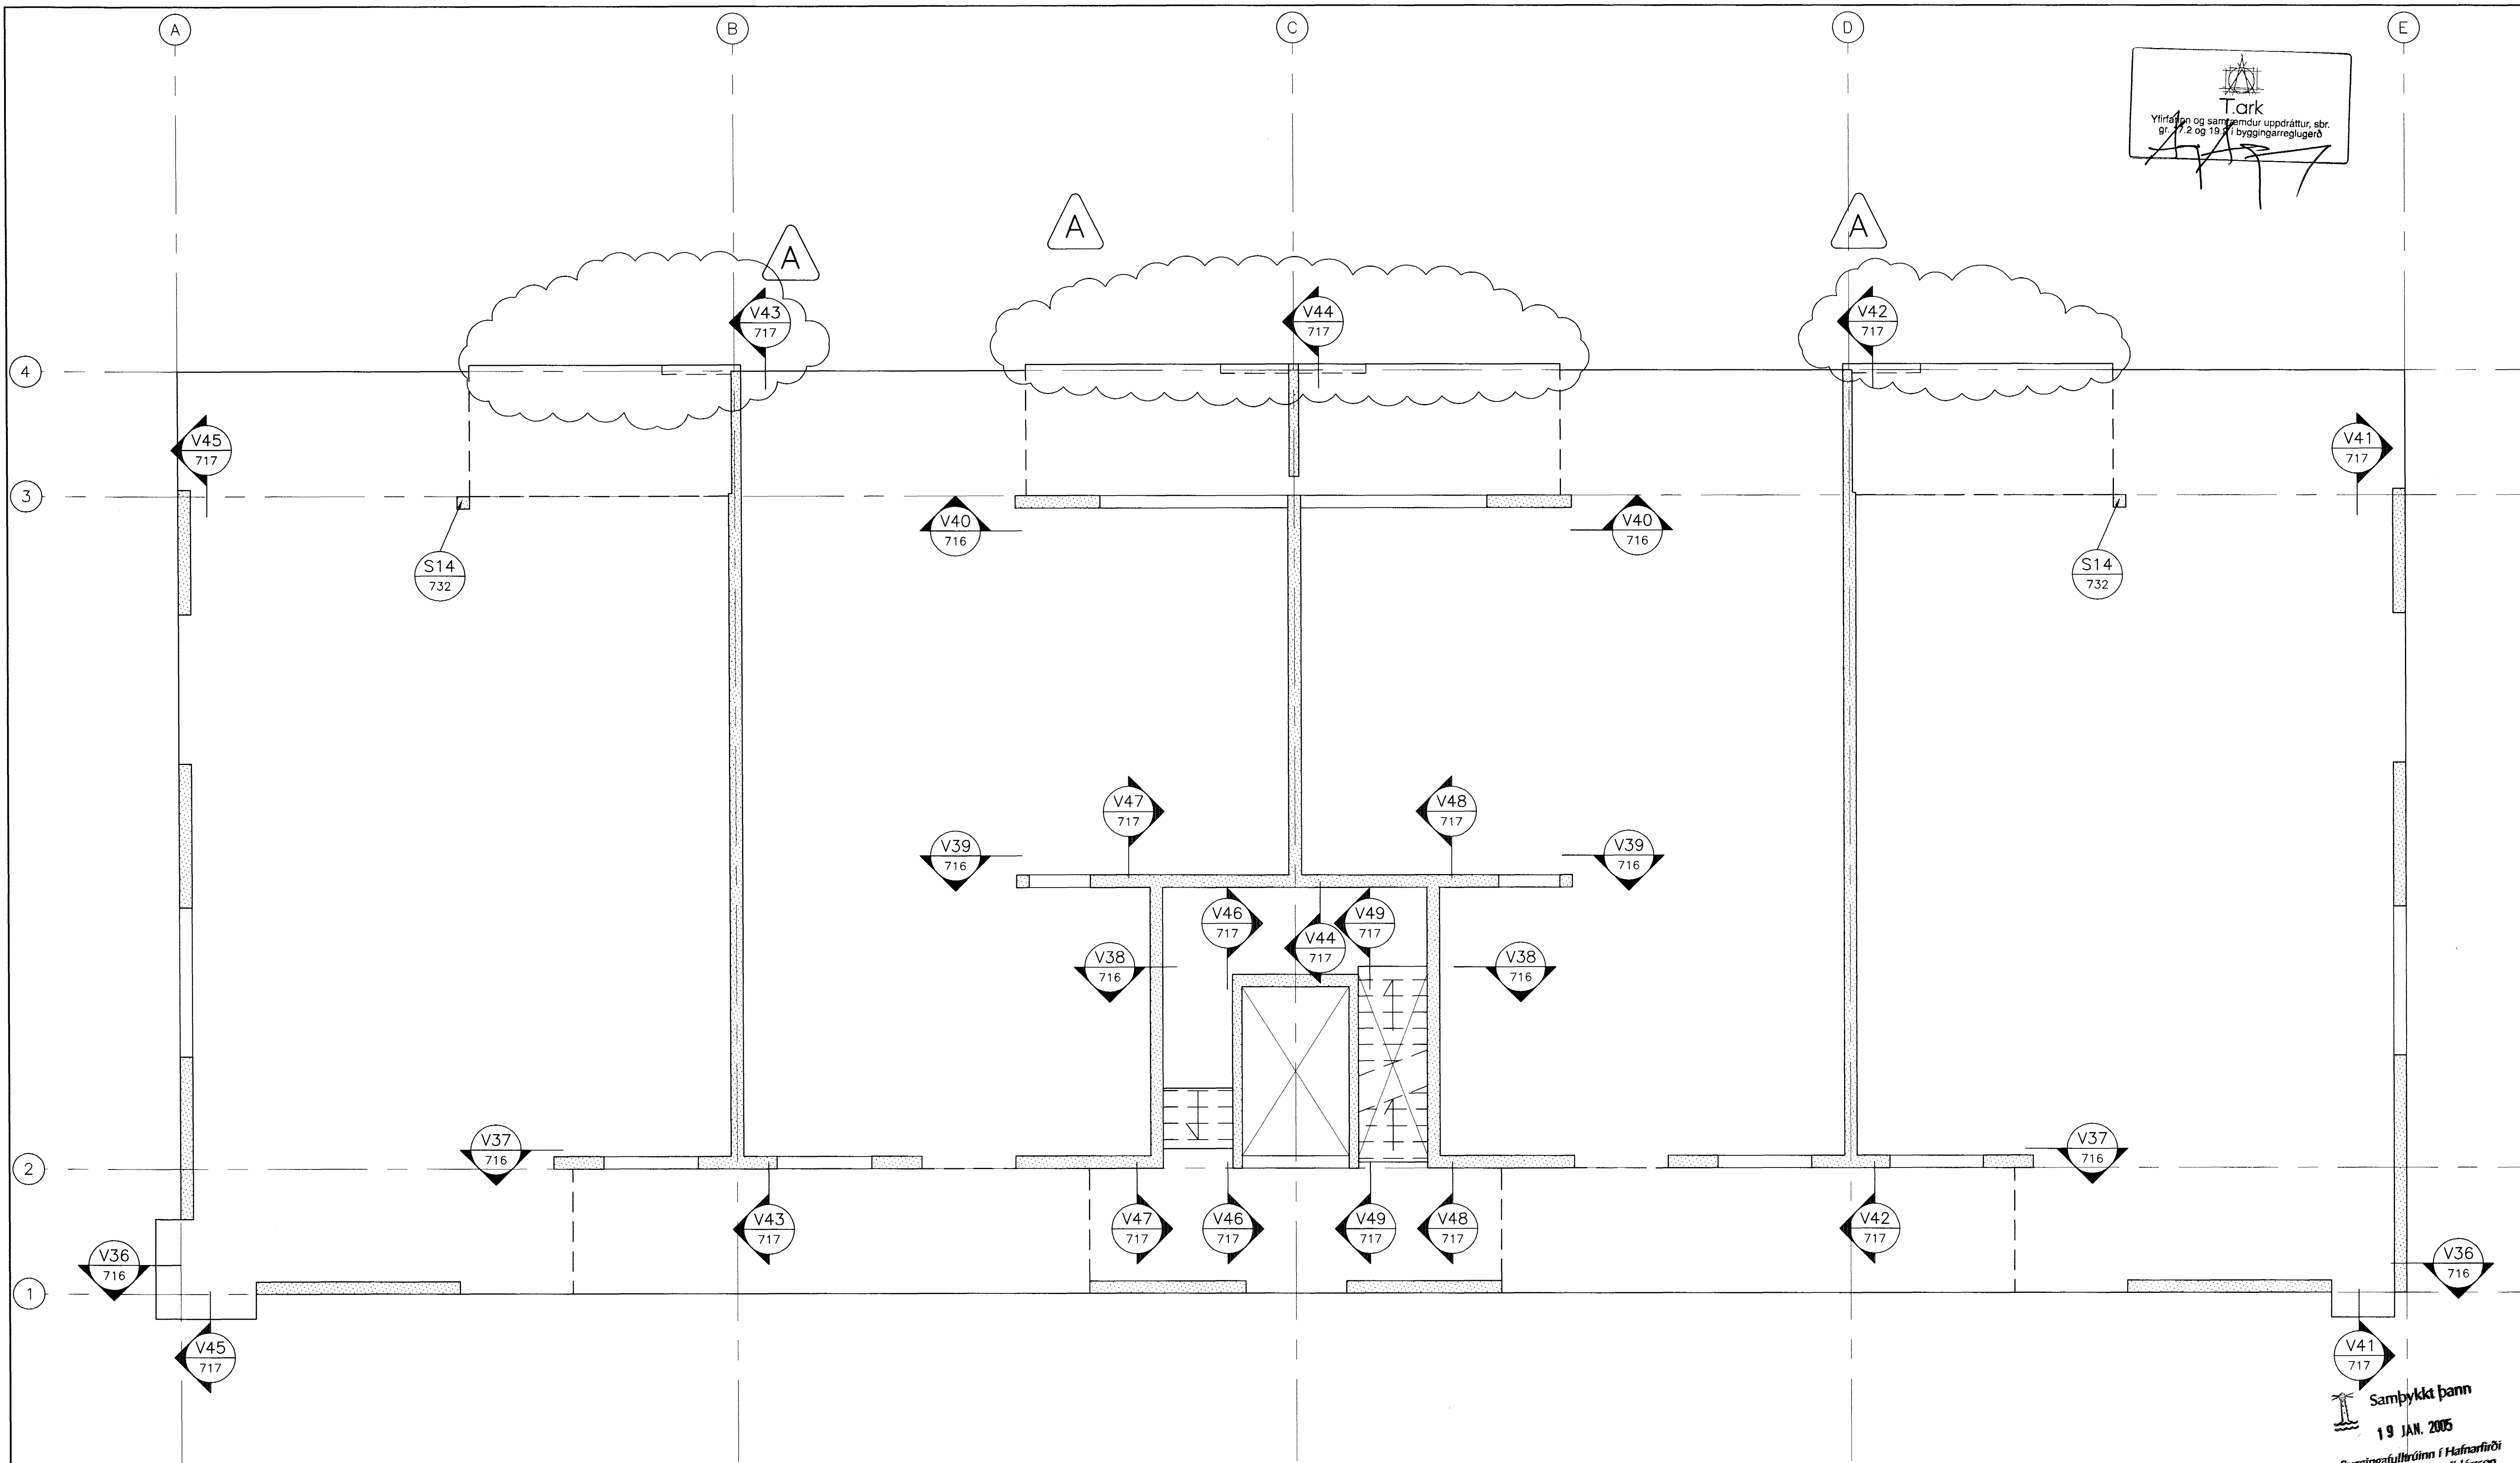 A
B
C
D
E
T.ark
Yfirfarinn og samræmdur uppdráttur, sbr.
gr. 17.2 og 19. í byggingarreglugerð
A
A
A
V43
717
V44
717
V42
717
4
V45
717
V41
717
3
V40
716
V40
716
S14
732
S14
732
V47
717
V48
717
V39
716
V39
716
V46
717
V49
717
V44
717
V38
716
V38
716
V37
716
V37
716
2
V43
717
V47
717
V46
717
V49
717
V48
717
V42
717
V36
716
V36
716
1
V45
717
V41
717
Samþykkt þann
19 JAN. 2005
Byggingafulltrúinn í Hafnarfirði